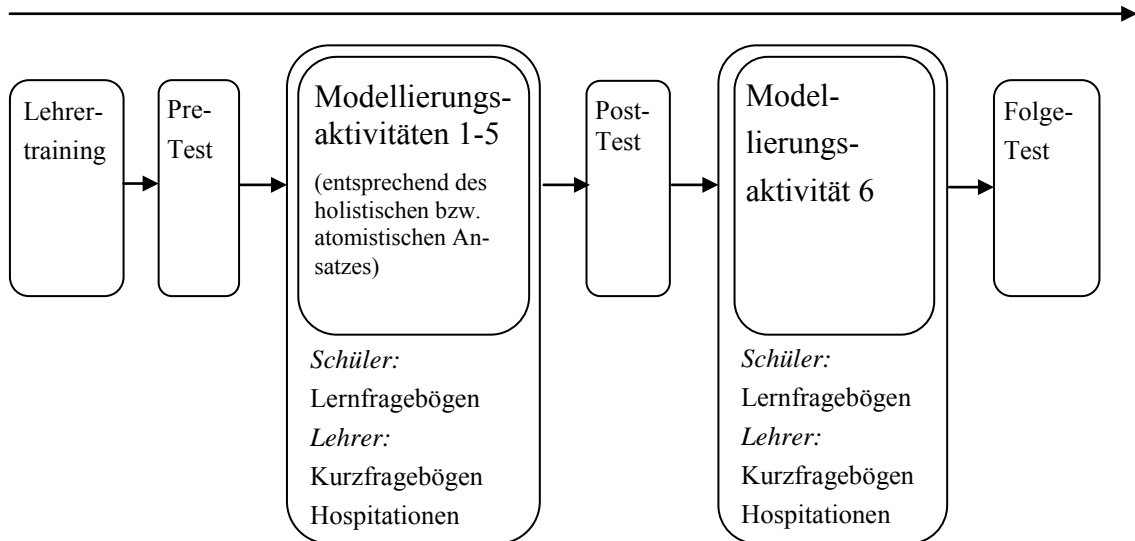 Lehrer-
training
Pre-
Test
Modellierungs-
aktivitäten 1-5
(entsprechend des
holistischen bzw.
atomistischen An-
satzes)
Schüler:
Lernfragebögen
Lehrer:
Kurzfragebögen
Hospitationen
Post-
Test
Model-
lierungs-
aktivität 6
Schüler:
Lernfragebögen
Lehrer:
Kurzfragebögen
Hospitationen
Folge-
Test